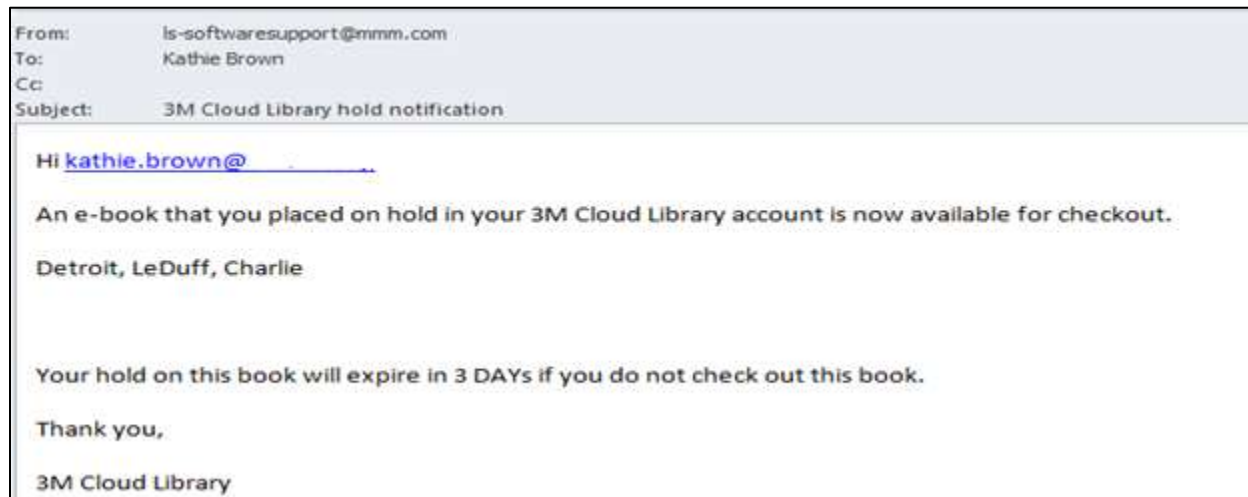 From: ls-softwaresupport@mmm.com
To: Kathie Brown
Cc:
Subject: 3M Cloud Library hold notification
Hi kathie.brown@
An e-book that you placed on hold in your 3M Cloud Library account is now available for checkout.
Detroit, LeDuff, Charlie
Your hold on this book will expire in 3 DAYs if you do not check out this book.
Thank you,
3M Cloud Library